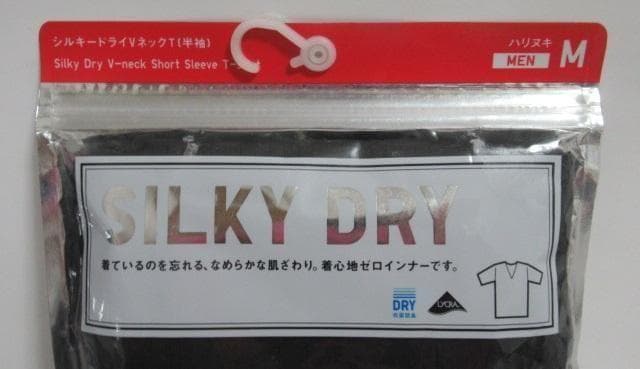 シルキードライVネックT(半袖)
Silky Dry V-neck Short Sleeve T-
ハリヌキ
MEN M
SILKY DRY
着ているのを忘れる、なめらかな肌ざわり。着心地ゼロインナーです。
DRY
LYCRA